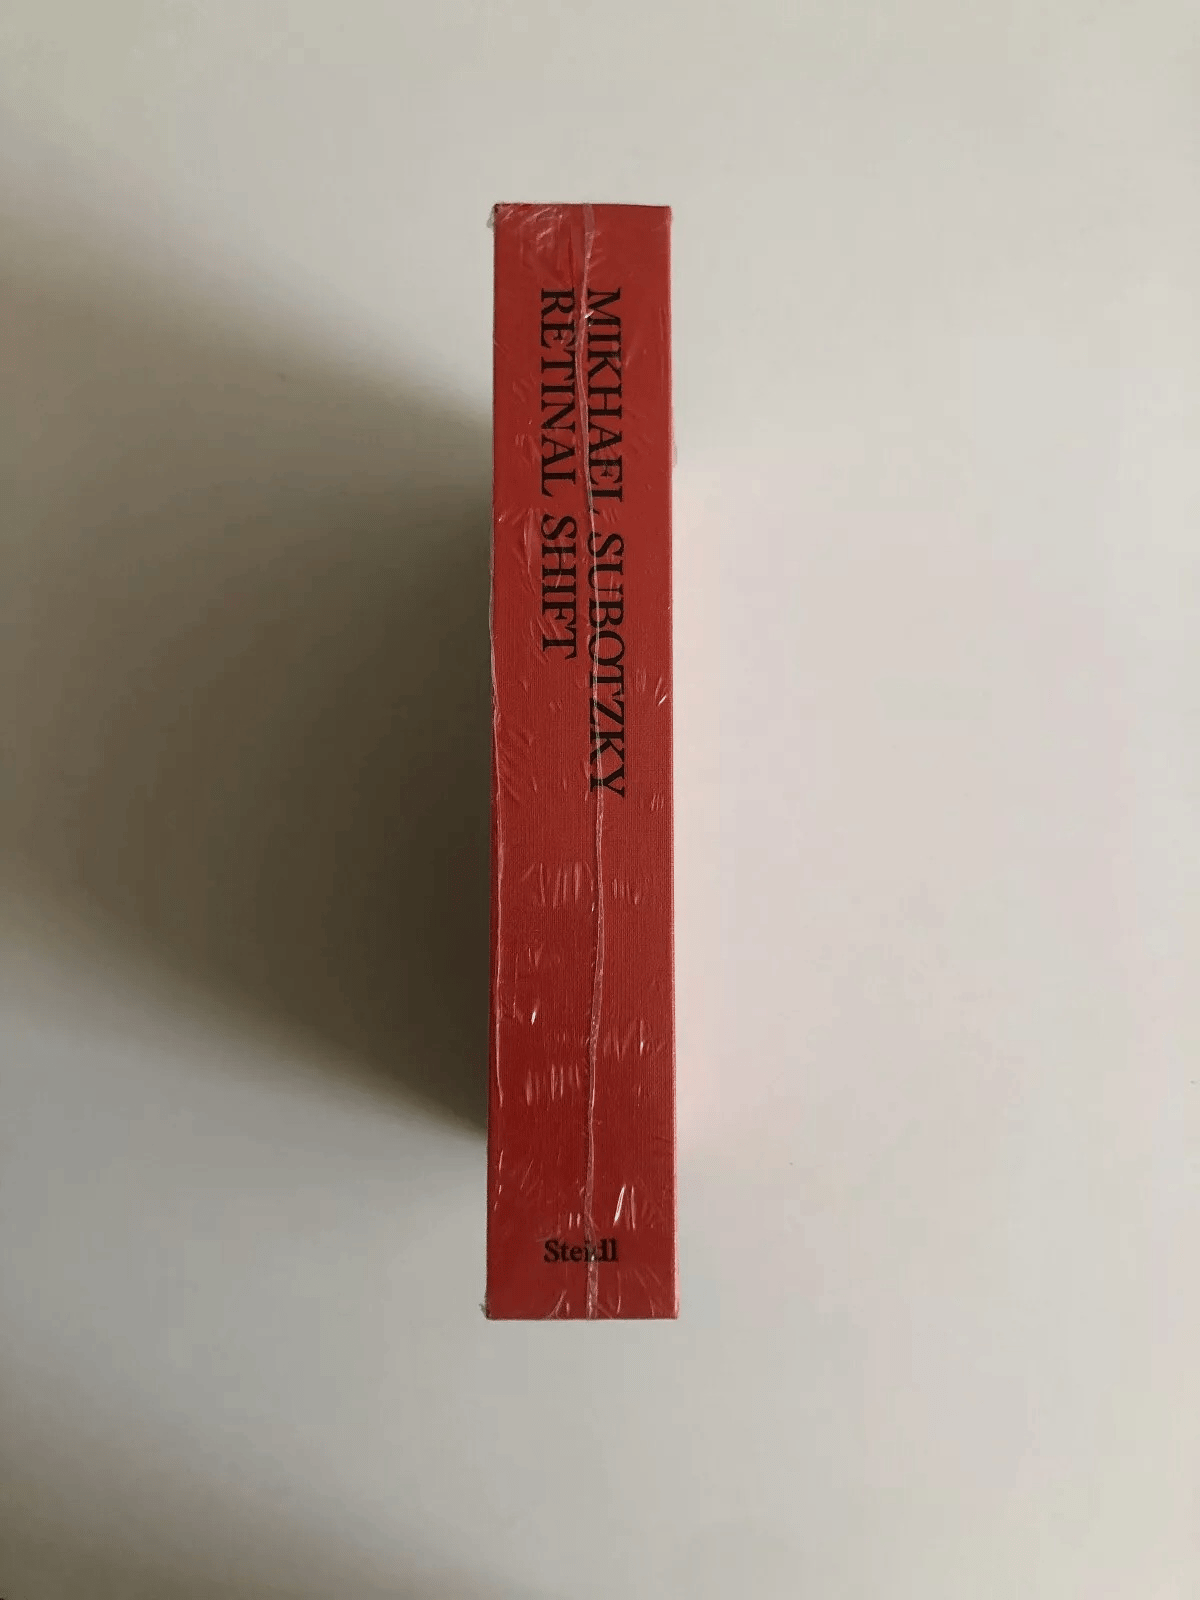 MIKHAEL SUBOTZKY
RETINAL SHIFT
Steidl